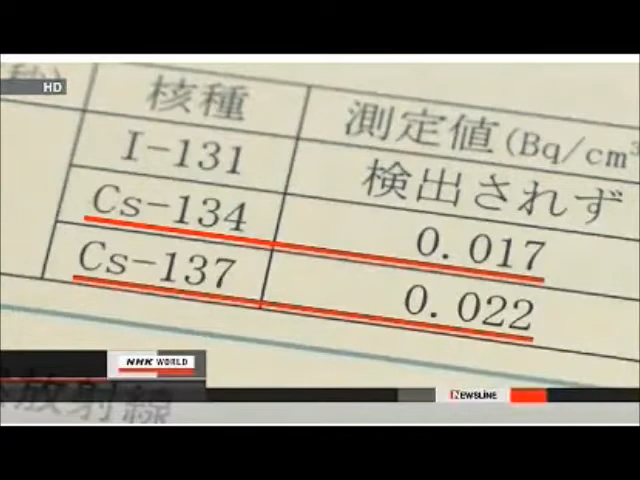 HD
核種 測定値(Bq/cm³
I-131 検出されず
Cs-134 0.017
Cs-137 0.022
NHK WORLD
NEWSLINE
放射線